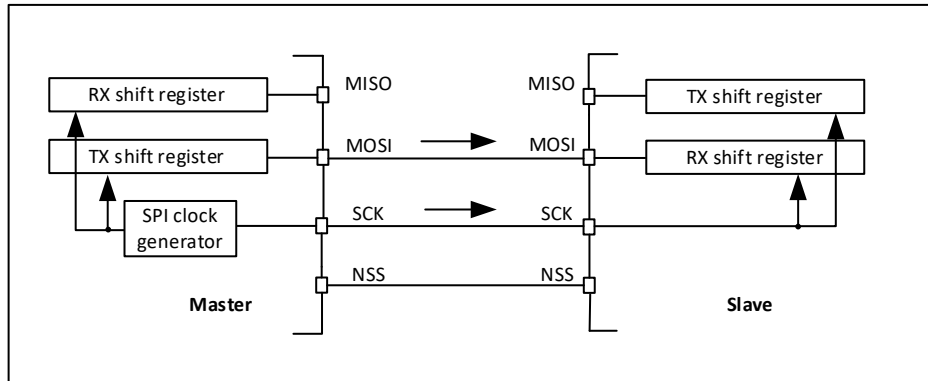 RX shift register
MISO
MISO
TX shift register
TX shift register
MOSI
MOSI
RX shift register
SPI clock
generator
SCK
SCK
NSS
NSS
Master
Slave